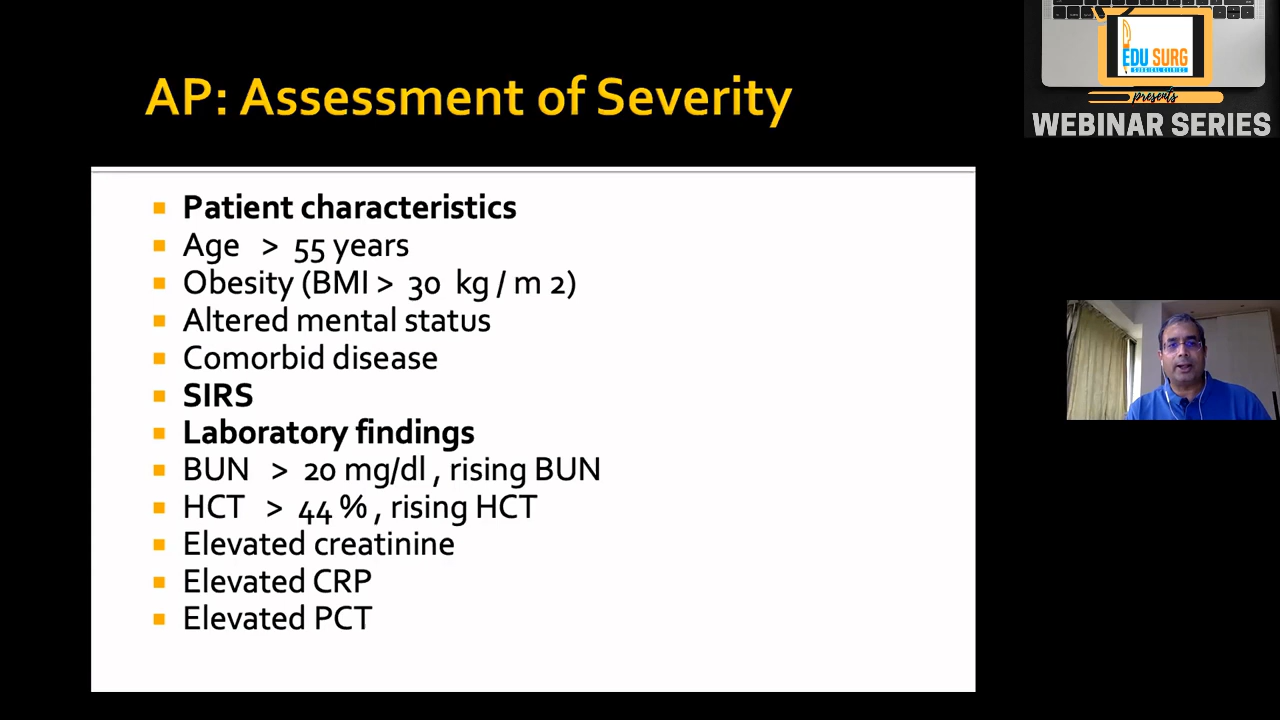 AP: Assessment of Severity
EDU SURG
SURGICAL CLINICS
presents
WEBINAR SERIES
Patient characteristics
Age > 55 years
Obesity (BMI > 30 kg / m 2)
Altered mental status
Comorbid disease
SIRS
Laboratory findings
BUN > 20 mg/dl , rising BUN
HCT > 44 % , rising HCT
Elevated creatinine
Elevated CRP
Elevated PCT